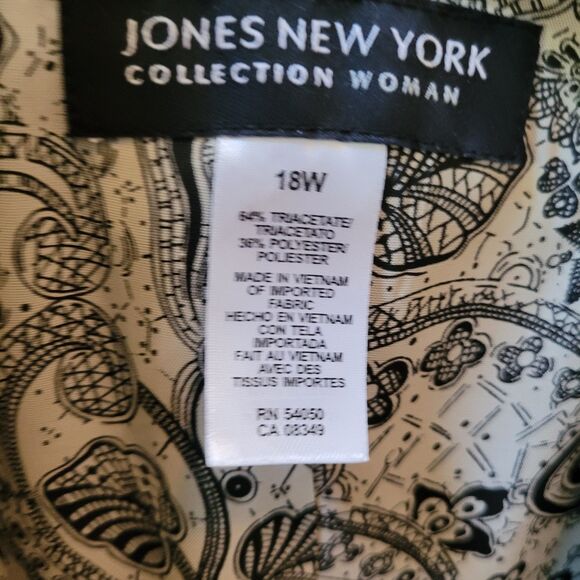 JONES NEW YORK
COLLECTION WOMAN
18W
64% TRIACETATE/
TRIACETATO
36% POLYESTER/
POLIESTER
MADE IN VIETNAM
OF IMPORTED
FABRIC
HECHO EN VIETNAM
CON TELA
IMPORTADA
FAIT AU VIETNAM
AVEC DES
TISSUS IMPORTES
RN 54050
CA 08349